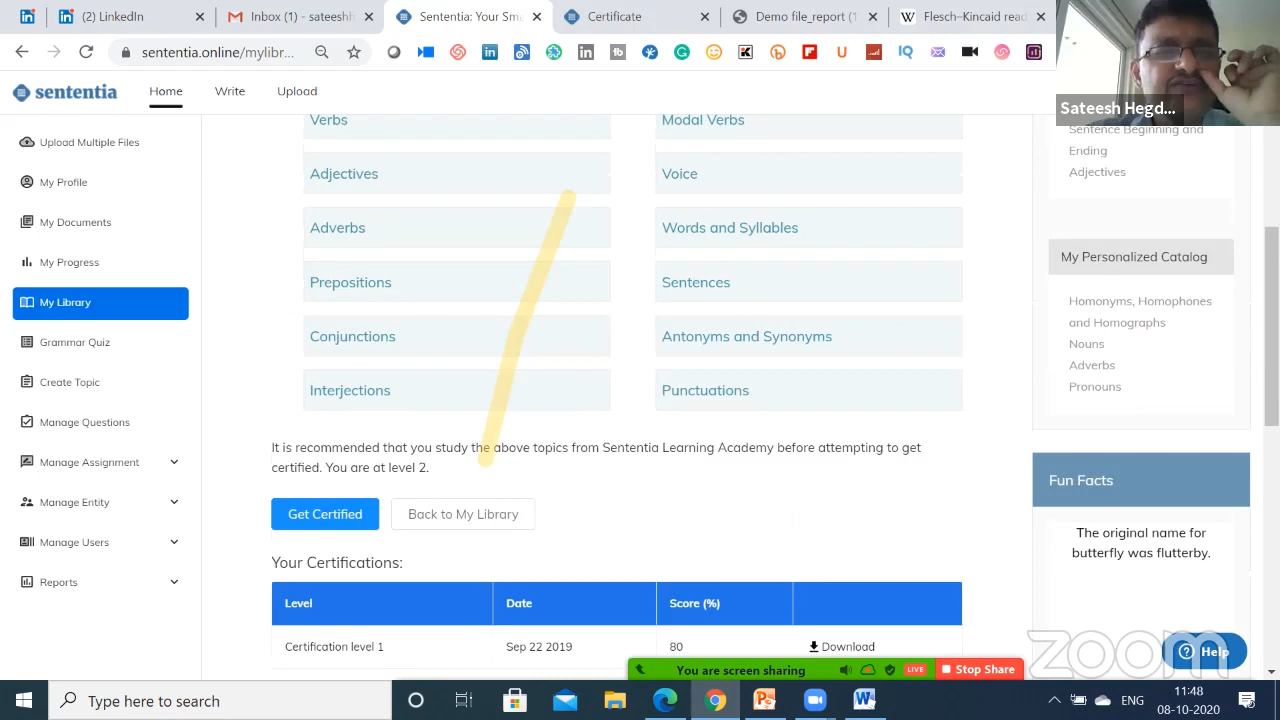 (1) LinkedIn
(1) LinkedIn
Inbox (1) - sateeshh
Sententia: Your Sma
Certificate
Demo file_report (1
Flesch–Kincaid read
sententia.online/mylibr...
sententia
Home
Write
Upload
Sateesh Hegd...
Upload Multiple Files
My Profile
My Documents
My Progress
My Library
Grammar Quiz
Create Topic
Manage Questions
Manage Assignment
Manage Entity
Manage Users
Reports
Verbs
Modal Verbs
Adjectives
Voice
Adverbs
Words and Syllables
Prepositions
Sentences
Conjunctions
Antonyms and Synonyms
Interjections
Punctuations
It is recommended that you study the above topics from Sententia Learning Academy before attempting to get
certified. You are at level 2.
Get Certified
Back to My Library
Your Certifications:
Level Date Score (%)
Certification level 1 Sep 22 2019 80 Download
Sentence Beginning and
Ending
Adjectives
My Personalized Catalog
Homonyms, Homophones
and Homographs
Nouns
Adverbs
Pronouns
Fun Facts
The original name for
butterfly was flutterby.
zoom
Help
You are screen sharing
LIVE
Stop Share
Type here to search
ENG
11:48
08-10-2020